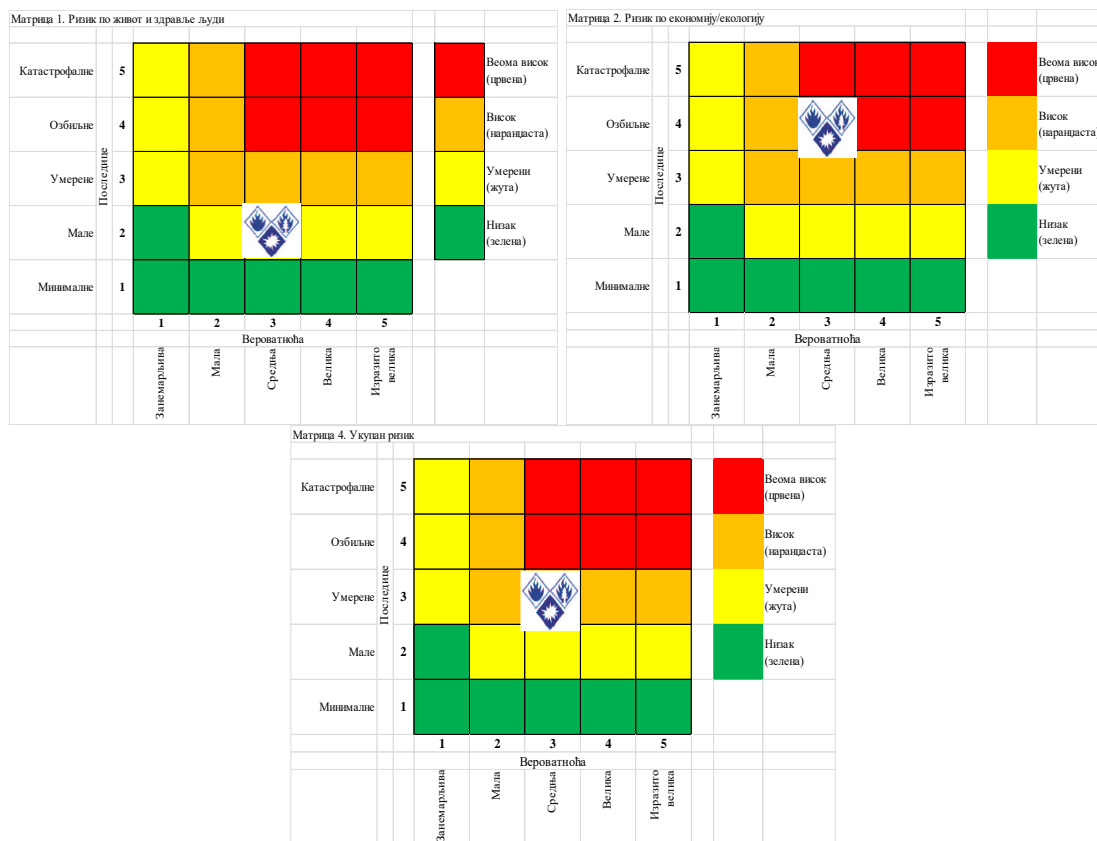 Матрица 1. Ризик по живот и здравље људи
Катастрофалне 5
Веома висок
(црвена)
Озбиљне 4
Висок
(наранџаста)
Последице
Умерене 3
Умерени
(жута)
Мале 2
Низак
(зелена)
Минималне 1
1 2 3 4 5
Вероватноћа
Занемарљива
Мала
Средња
Велика
Изразито
велика
Матрица 2. Ризик по економију/екологију
Катастрофалне 5
Веома висок
(црвена)
Озбиљне 4
Висок
(наранџаста)
Последице
Умерене 3
Умерени
(жута)
Мале 2
Низак
(зелена)
Минималне 1
1 2 3 4 5
Вероватноћа
Занемарљива
Мала
Средња
Велика
Изразито
велика
Матрица 4. Укупан ризик
Катастрофалне 5
Веома висок
(црвена)
Озбиљне 4
Висок
(наранџаста)
Последице
Умерене 3
Умерени
(жута)
Мале 2
Низак
(зелена)
Минималне 1
1 2 3 4 5
Вероватноћа
Занемарљива
Мала
Средња
Велика
Изразито
велика